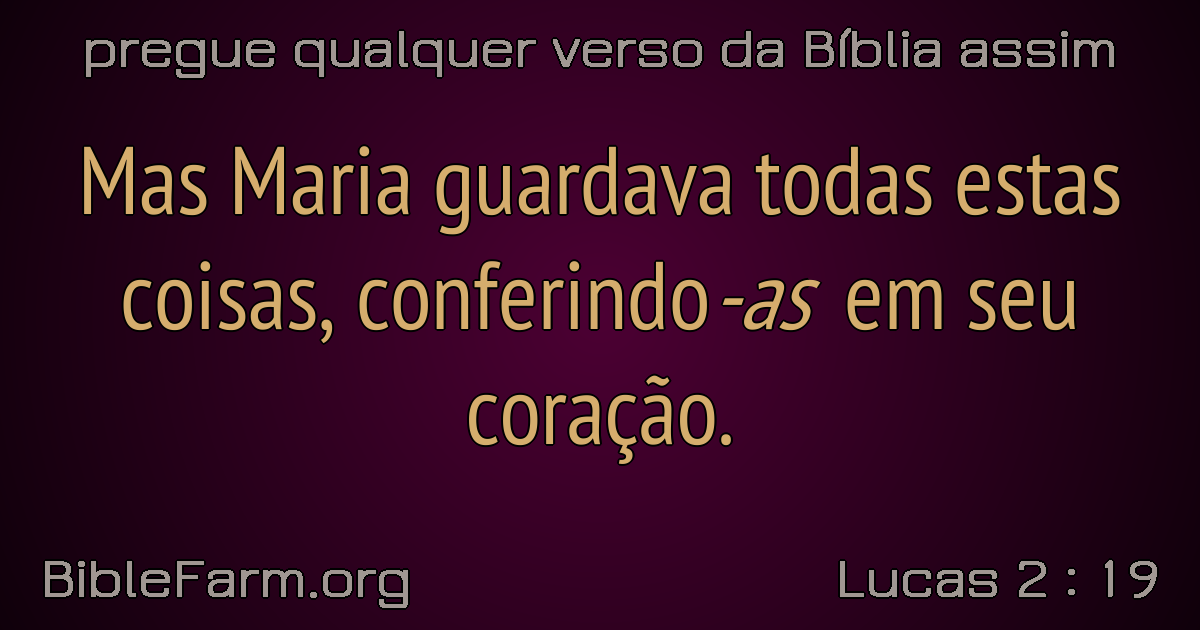 pregue qualquer verso da Bíblia assim
Mas Maria guardava todas estas
coisas, conferindo-as em seu
coração.
BibleFarm.org
Lucas 2 : 19